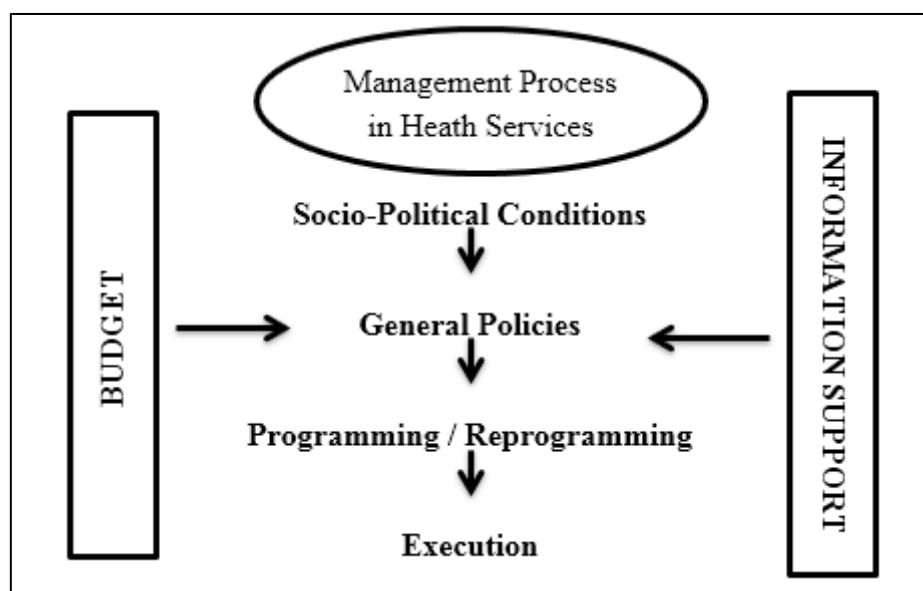 Management Process
in Heath Services
Socio-Political Conditions
General Policies
Programming / Reprogramming
Execution
BUDGET
INFORMATION SUPPORT